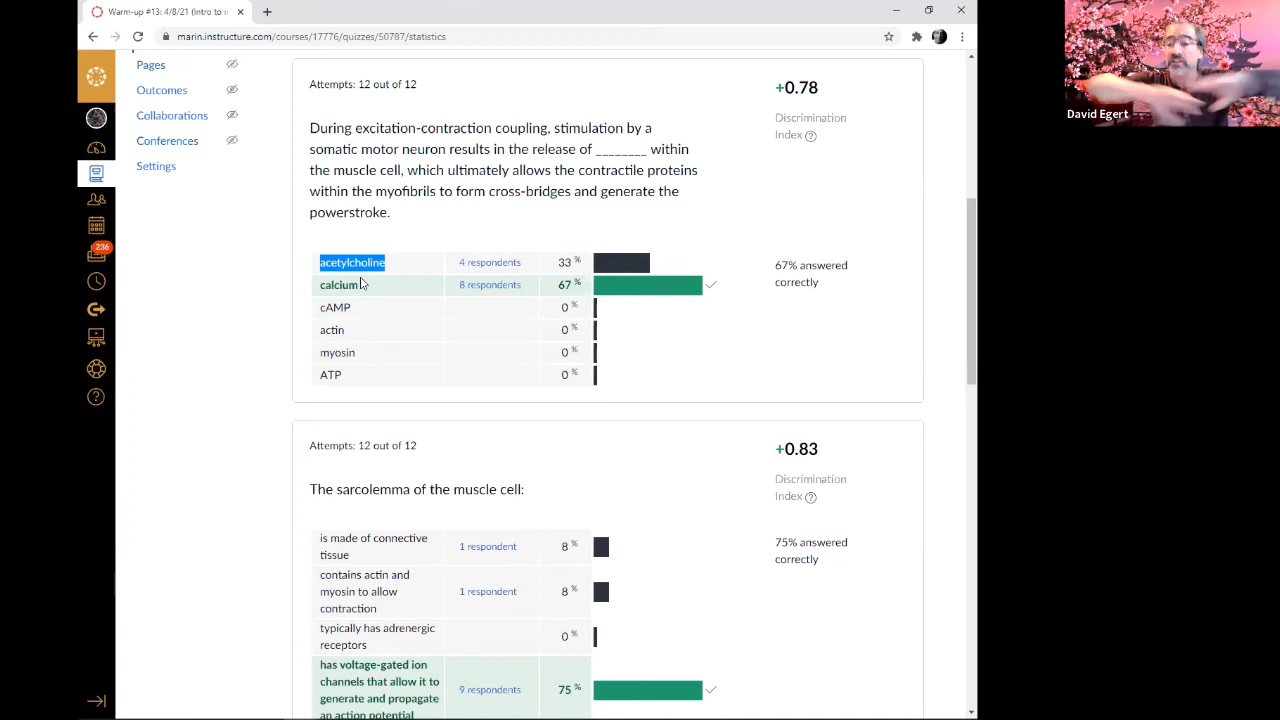 Warm-up #13: 4/8/21 (Intro to m
marin.instructure.com/courses/17776/quizzes/50787/statistics
Pages
Outcomes
Collaborations
Conferences
Settings
236
Attempts: 12 out of 12
+0.78
Discrimination
Index ?
During excitation-contraction coupling, stimulation by a
somatic motor neuron results in the release of ________ within
the muscle cell, which ultimately allows the contractile proteins
within the myofibrils to form cross-bridges and generate the
powerstroke.
acetylcholine 4 respondents 33 %
calcium 8 respondents 67 %
cAMP 0 %
actin 0 %
myosin 0 %
ATP 0 %
67% answered
correctly
Attempts: 12 out of 12
+0.83
Discrimination
Index ?
The sarcolemma of the muscle cell:
is made of connective
tissue
1 respondent 8 %
contains actin and
myosin to allow
contraction
1 respondent 8 %
typically has adrenergic
receptors
0 %
has voltage-gated ion
channels that allow it to
generate and propagate
an action potential
9 respondents 75 %
75% answered
correctly
David Egert